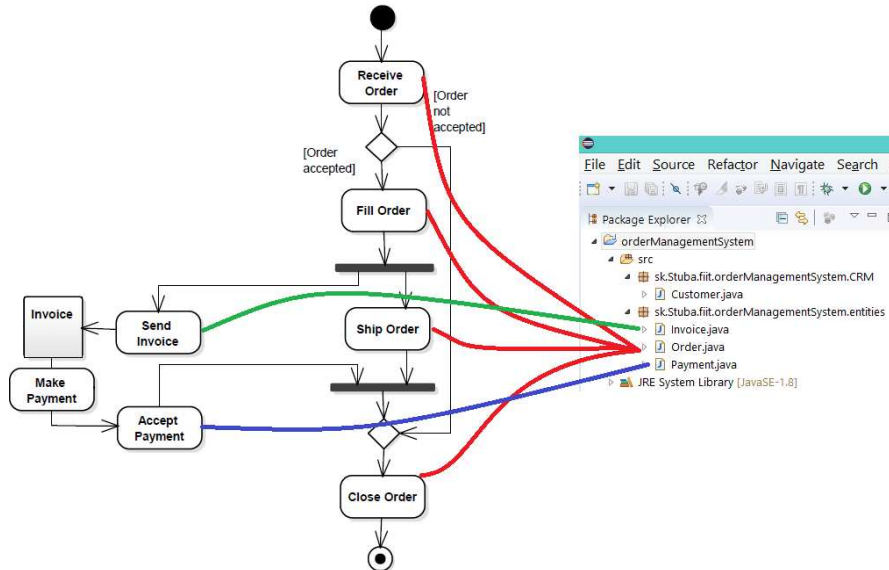 Receive
Order
[Order
not
accepted]
[Order
accepted]
Fill Order
Invoice
Send
Invoice
Ship Order
Make
Payment
Accept
Payment
Close Order
File Edit Source Refactor Navigate Search
Package Explorer
orderManagementSystem
src
sk.Stuba.fiit.orderManagementSystem.CRM
Customer.java
sk.Stuba.fiit.orderManagementSystem.entities
Invoice.java
Order.java
Payment.java
JRE System Library [JavaSE-1.8]